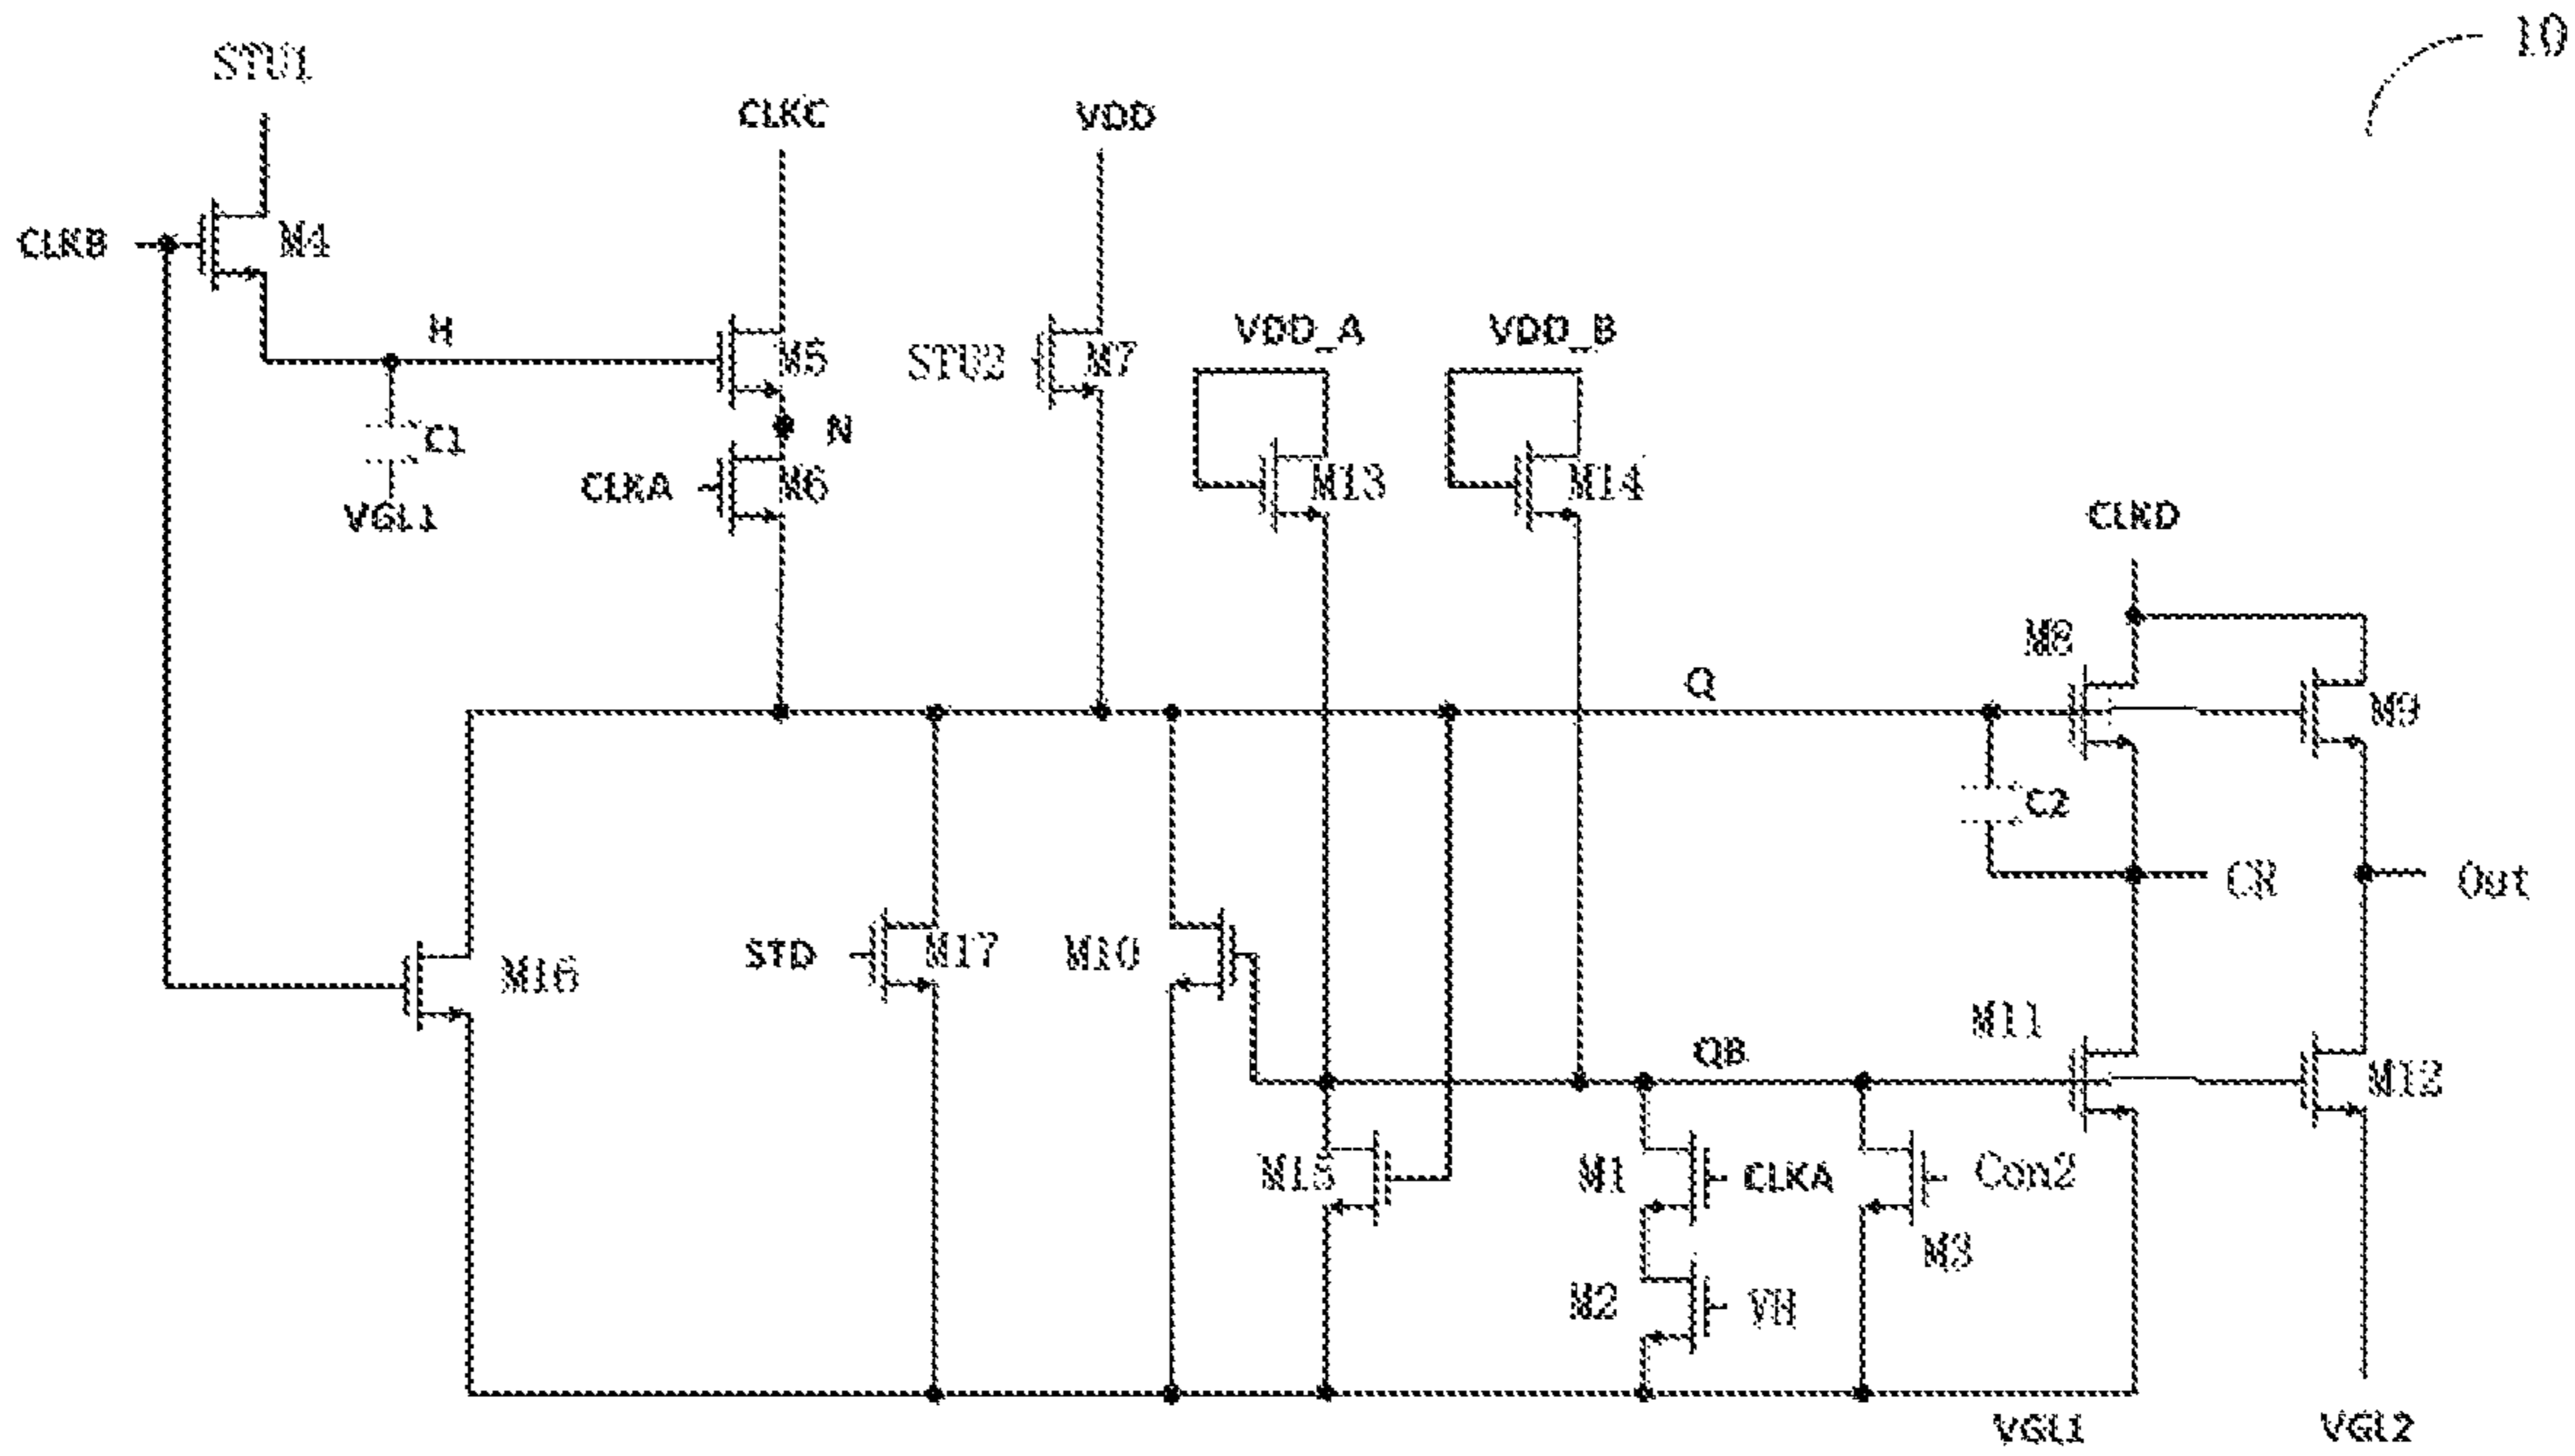 10
STU1
CLKC
VDD
CLKB
M4
H
M5
STU2
M7
VDD_A
VDD_B
C1
N
VGL1
CLKA
M6
M13
M14
CLKD
M8
Q
M9
C2
CR
Out
M16
STD
M17
M10
M11
QB
M12
M15
M1
CLKA
Con2
M3
M2
VH
VGL1
VGL2